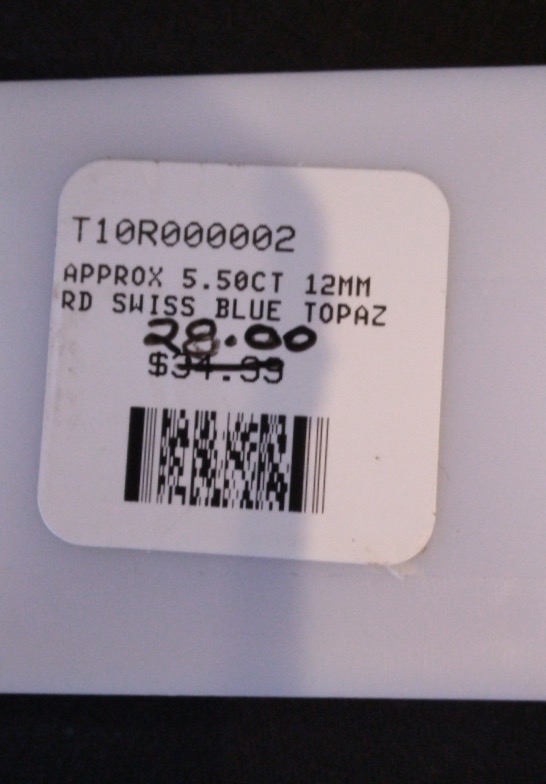 T10R000002
APPROX 5.50CT 12MM
RD SWISS BLUE TOPAZ
28.00
$34.99